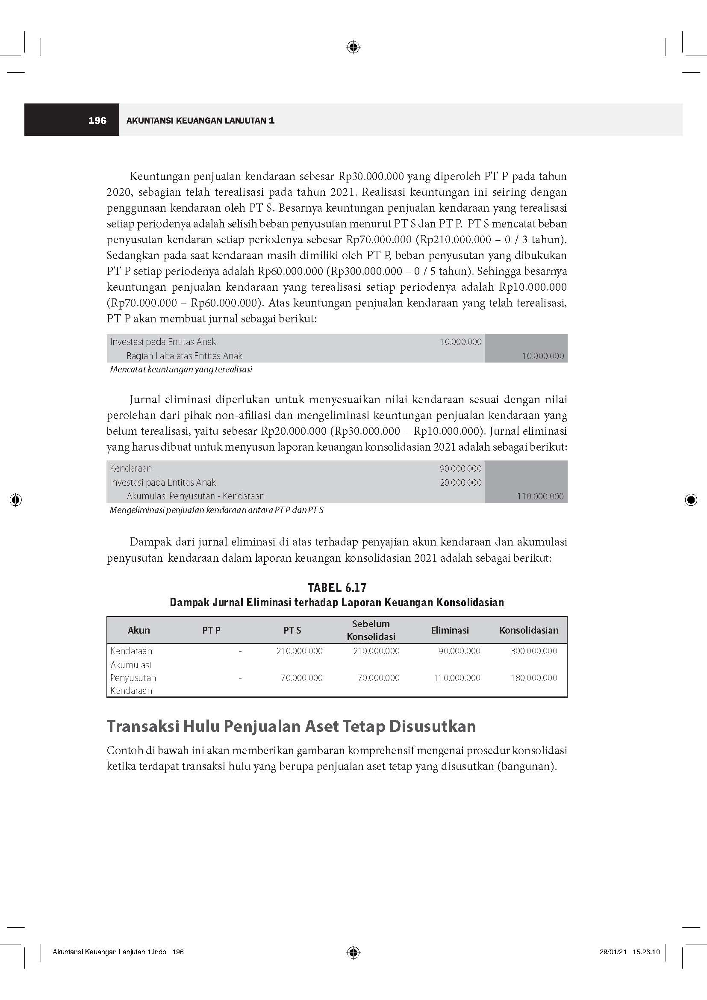 196 AKUNTANSI KEUANGAN LANJUTAN 1
Keuntungan penjualan kendaraan sebesar Rp30.000.000 yang diperoleh PT P pada tahun
2020, sebagian telah terealisasi pada tahun 2021. Realisasi keuntungan ini seiring dengan
penggunaan kendaraan oleh PT S. Besarnya keuntungan penjualan kendaraan yang terealisasi
setiap periodenya adalah selisih beban penyusutan menurut PT S dan PT P. PT S mencatat beban
penyusutan kendaran setiap periodenya sebesar Rp70.000.000 (Rp210.000.000 – 0 / 3 tahun).
Sedangkan pada saat kendaraan masih dimiliki oleh PT P, beban penyusutan yang dibukukan
PT P setiap periodenya adalah Rp60.000.000 (Rp300.000.000 – 0 / 5 tahun). Sehingga besarnya
keuntungan penjualan kendaraan yang terealisasi setiap periodenya adalah Rp10.000.000
(Rp70.000.000 – Rp60.000.000). Atas keuntungan penjualan kendaraan yang telah terealisasi,
PT P akan membuat jurnal sebagai berikut:
Investasi pada Entitas Anak 10.000.000
Bagian Laba atas Entitas Anak 10.000.000
Mencatat keuntungan yang terealisasi
Jurnal eliminasi diperlukan untuk menyesuaikan nilai kendaraan sesuai dengan nilai
perolehan dari pihak non-afiliasi dan mengeliminasi keuntungan penjualan kendaraan yang
belum terealisasi, yaitu sebesar Rp20.000.000 (Rp30.000.000 – Rp10.000.000). Jurnal eliminasi
yang harus dibuat untuk menyusun laporan keuangan konsolidasian 2021 adalah sebagai berikut:
Kendaraan 90.000.000
Investasi pada Entitas Anak 20.000.000
Akumulasi Penyusutan - Kendaraan 110.000.000
Mengeliminasi penjualan kendaraan antara PT P dan PT S
Dampak dari jurnal eliminasi di atas terhadap penyajian akun kendaraan dan akumulasi
penyusutan-kendaraan dalam laporan keuangan konsolidasian 2021 adalah sebagai berikut:
TABEL 6.17
Dampak Jurnal Eliminasi terhadap Laporan Keuangan Konsolidasian
Akun PT P PT S Sebelum Konsolidasi Eliminasi Konsolidasian
Kendaraan - 210.000.000 210.000.000 90.000.000 300.000.000
Akumulasi
Penyusutan - 70.000.000 70.000.000 110.000.000 180.000.000
Kendaraan
Transaksi Hulu Penjualan Aset Tetap Disusutkan
Contoh di bawah ini akan memberikan gambaran komprehensif mengenai prosedur konsolidasi
ketika terdapat transaksi hulu yang berupa penjualan aset tetap yang disusutkan (bangunan).
Akuntansi Keuangan Lanjutan 1.indb 196 29/01/21 15:23:10